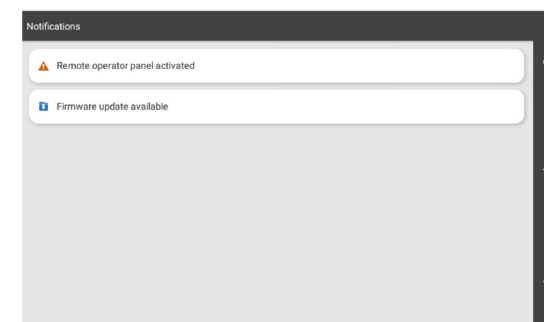 Notifications
Remote operator panel activated
Firmware update available